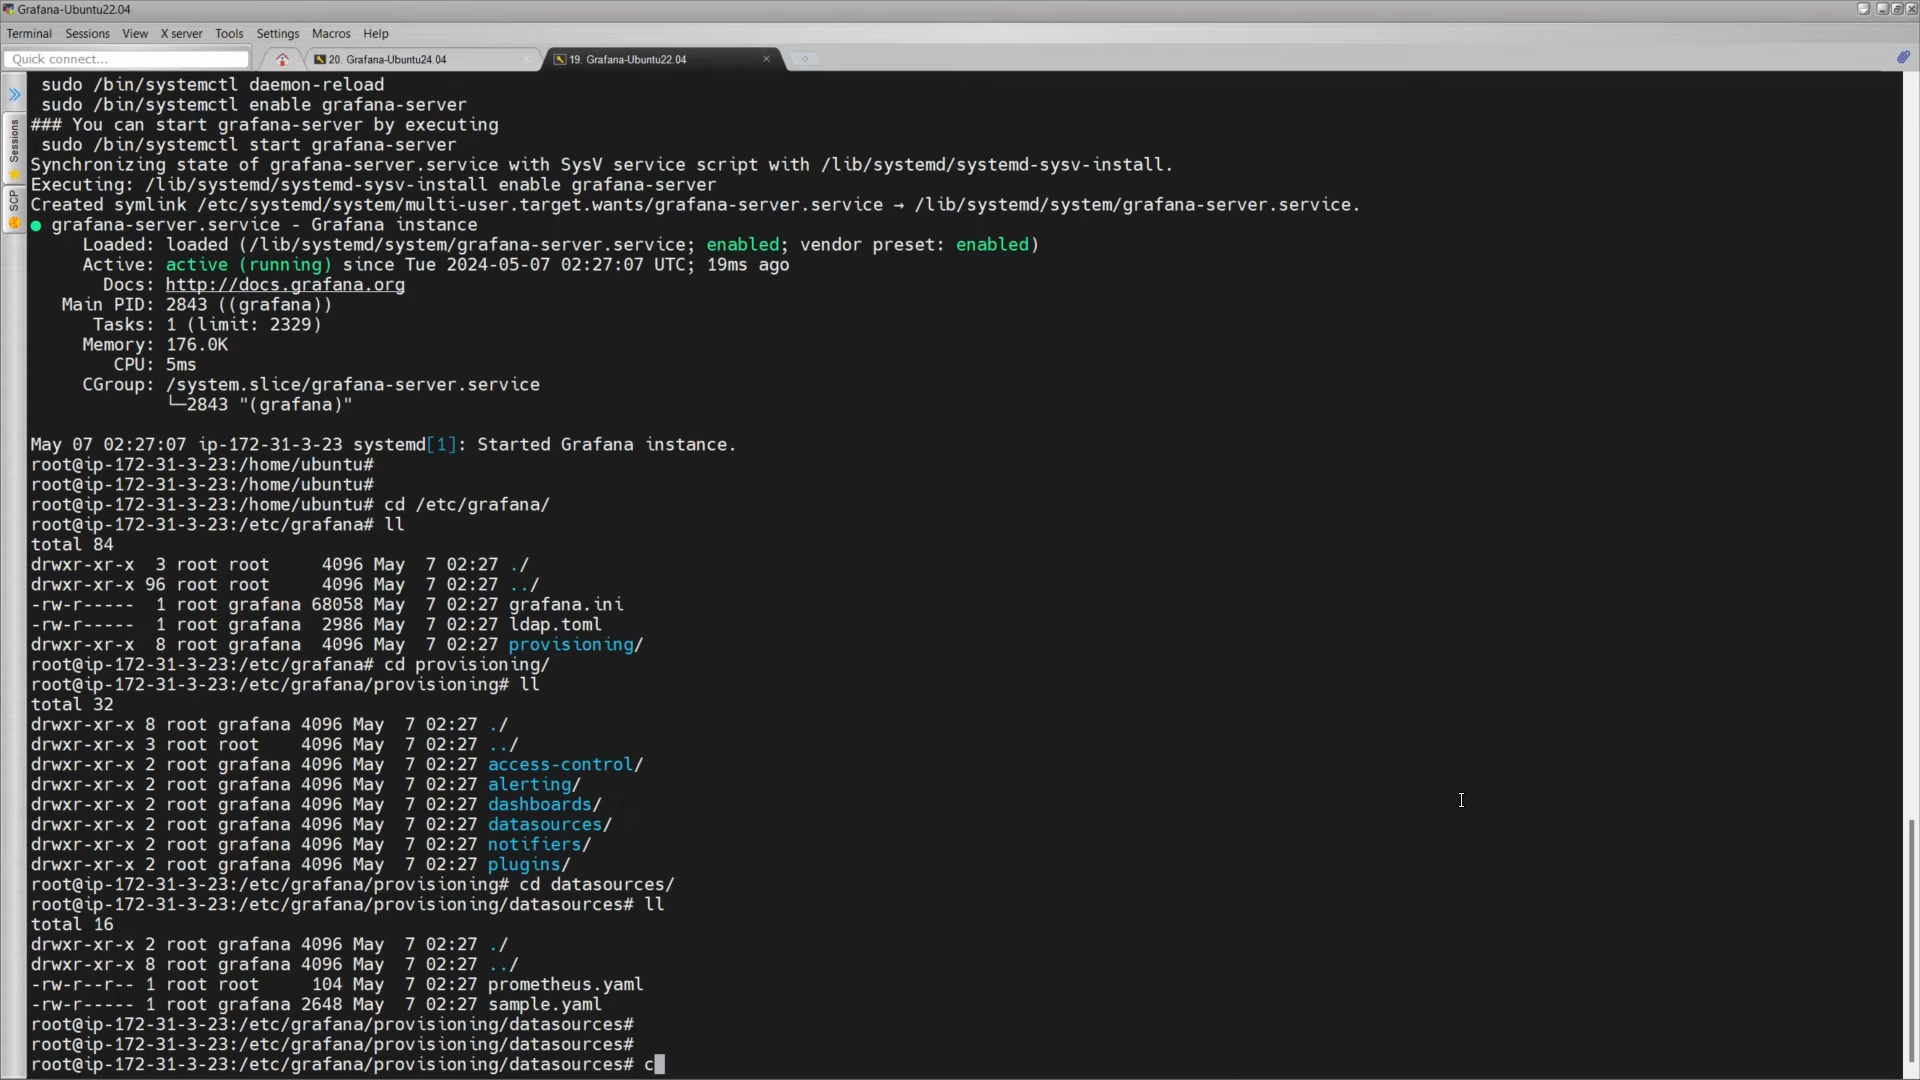 Grafana-Ubuntu22.04
Terminal Sessions View X server Tools Settings Macros Help
Quick connect... 20. Grafana-Ubuntu24.04 19. Grafana-Ubuntu22.04
Sessions
SCP
sudo /bin/systemctl daemon-reload
sudo /bin/systemctl enable grafana-server
### You can start grafana-server by executing
sudo /bin/systemctl start grafana-server
Synchronizing state of grafana-server.service with SysV service script with /lib/systemd/systemd-sysv-install.
Executing: /lib/systemd/systemd-sysv-install enable grafana-server
Created symlink /etc/systemd/system/multi-user.target.wants/grafana-server.service → /lib/systemd/system/grafana-server.service.
● grafana-server.service - Grafana instance
Loaded: loaded (/lib/systemd/system/grafana-server.service; enabled; vendor preset: enabled)
Active: active (running) since Tue 2024-05-07 02:27:07 UTC; 19ms ago
Docs: http://docs.grafana.org
Main PID: 2843 ((grafana))
Tasks: 1 (limit: 2329)
Memory: 176.0K
CPU: 5ms
CGroup: /system.slice/grafana-server.service
└─2843 "(grafana)"
May 07 02:27:07 ip-172-31-3-23 systemd[1]: Started Grafana instance.
root@ip-172-31-3-23:/home/ubuntu#
root@ip-172-31-3-23:/home/ubuntu#
root@ip-172-31-3-23:/home/ubuntu# cd /etc/grafana/
root@ip-172-31-3-23:/etc/grafana# ll
total 84
drwxr-xr-x 3 root root 4096 May 7 02:27 ./
drwxr-xr-x 96 root root 4096 May 7 02:27 ../
-rw-r----- 1 root grafana 68058 May 7 02:27 grafana.ini
-rw-r----- 1 root grafana 2986 May 7 02:27 ldap.toml
drwxr-xr-x 8 root grafana 4096 May 7 02:27 provisioning/
root@ip-172-31-3-23:/etc/grafana# cd provisioning/
root@ip-172-31-3-23:/etc/grafana/provisioning# ll
total 32
drwxr-xr-x 8 root grafana 4096 May 7 02:27 ./
drwxr-xr-x 3 root root 4096 May 7 02:27 ../
drwxr-xr-x 2 root grafana 4096 May 7 02:27 access-control/
drwxr-xr-x 2 root grafana 4096 May 7 02:27 alerting/
drwxr-xr-x 2 root grafana 4096 May 7 02:27 dashboards/
drwxr-xr-x 2 root grafana 4096 May 7 02:27 datasources/
drwxr-xr-x 2 root grafana 4096 May 7 02:27 notifiers/
drwxr-xr-x 2 root grafana 4096 May 7 02:27 plugins/
root@ip-172-31-3-23:/etc/grafana/provisioning# cd datasources/
root@ip-172-31-3-23:/etc/grafana/provisioning/datasources# ll
total 16
drwxr-xr-x 2 root grafana 4096 May 7 02:27 ./
drwxr-xr-x 8 root grafana 4096 May 7 02:27 ../
-rw-r--r-- 1 root root 104 May 7 02:27 prometheus.yaml
-rw-r----- 1 root grafana 2648 May 7 02:27 sample.yaml
root@ip-172-31-3-23:/etc/grafana/provisioning/datasources#
root@ip-172-31-3-23:/etc/grafana/provisioning/datasources#
root@ip-172-31-3-23:/etc/grafana/provisioning/datasources# c